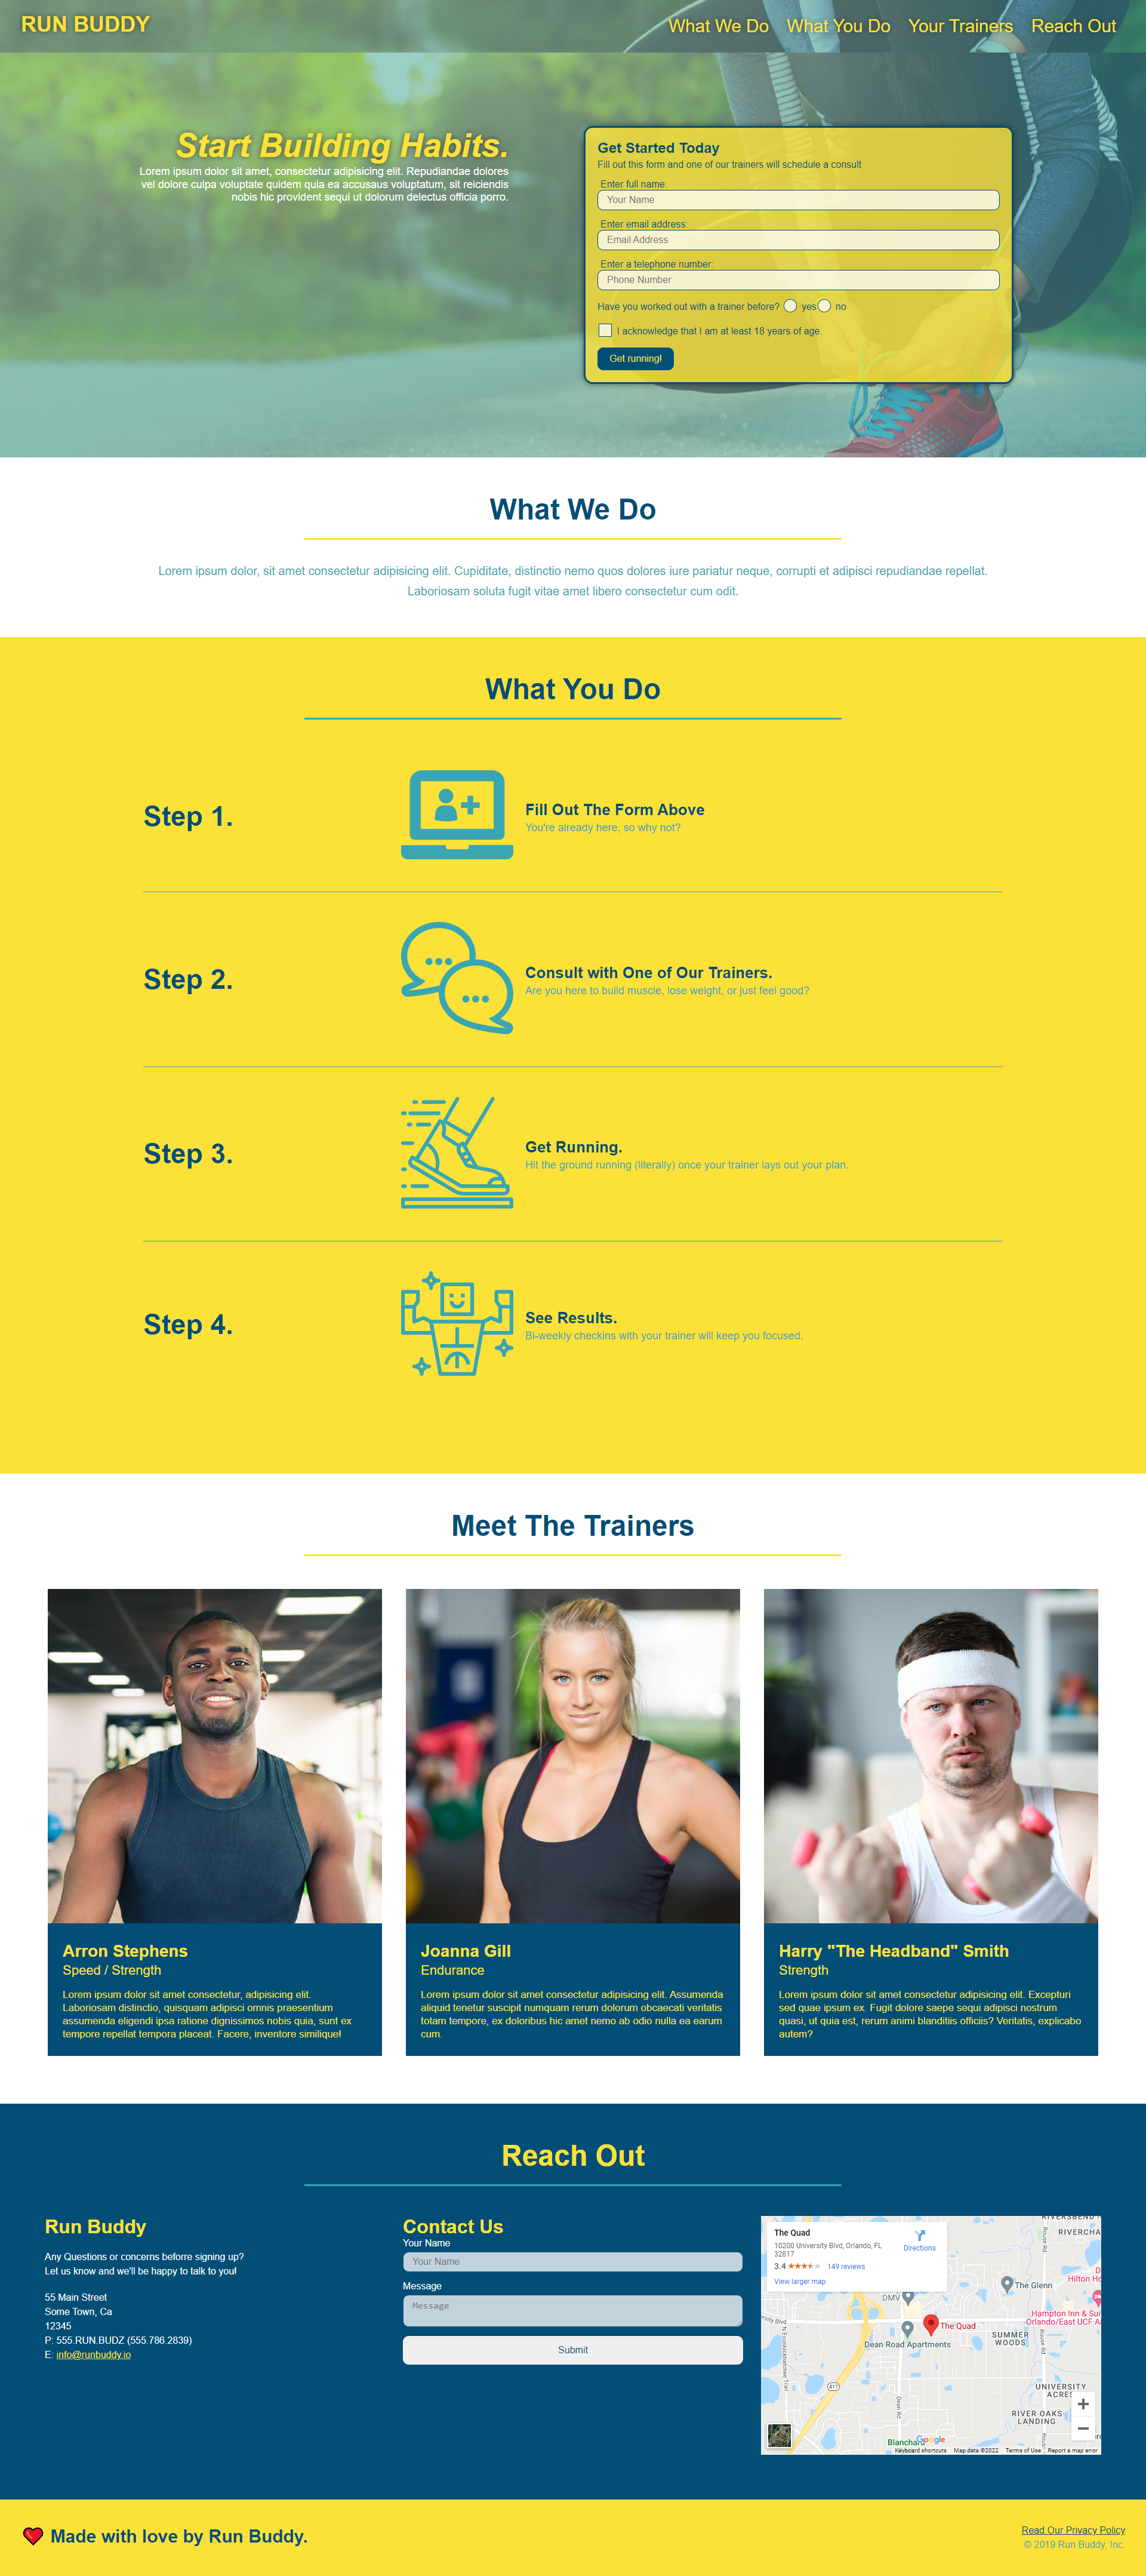 RUN BUDDY
What We Do What You Do Your Trainers Reach Out
Start Building Habits.
Lorem ipsum dolor sit amet, consectetur adipisicing elit. Repudiandae dolores
vel dolore culpa voluptate quidem quia ea accusaus voluptatum, sit reiciendis
nobis hic provident sequi ut dolorum delectus officia porro.
Get Started Today
Fill out this form and one of our trainers will schedule a consult
Enter full name:
Your Name
Enter email address:
Email Address
Enter a telephone number:
Phone Number
Have you worked out with a trainer before? yes no
I acknowledge that I am at least 18 years of age.
Get running!
What We Do
Lorem ipsum dolor, sit amet consectetur adipisicing elit. Cupiditate, distinctio nemo quos dolores iure pariatur neque, corrupti et adipisci repudiandae repellat.
Laboriosam soluta fugit vitae amet libero consectetur cum odit.
What You Do
Step 1.
Fill Out The Form Above
You're already here, so why not?
Step 2.
Consult with One of Our Trainers.
Are you here to build muscle, lose weight, or just feel good?
Step 3.
Get Running.
Hit the ground running (literally) once your trainer lays out your plan.
Step 4.
See Results.
Bi-weekly checkins with your trainer will keep you focused.
Meet The Trainers
Arron Stephens
Speed / Strength
Lorem ipsum dolor sit amet consectetur, adipisicing elit.
Laboriosam distinctio, quisquam adipisci omnis praesentium
assumenda eligendi ipsa ratione dignissimos nobis quia, sunt ex
tempore repellat tempora placeat. Facere, inventore similique!
Joanna Gill
Endurance
Lorem ipsum dolor sit amet consectetur adipisicing elit. Assumenda
aliquid tenetur suscipit numquam rerum dolorum obcaecati veritatis
totam tempore, ex doloribus hic amet nemo ab odio nulla ea earum
cum.
Harry "The Headband" Smith
Strength
Lorem ipsum dolor sit amet consectetur adipisicing elit. Excepturi
sed quae ipsum ex. Fugit dolore saepe sequi adipisci nostrum
quasi, ut quia est, rerum animi blanditiis officiis? Veritatis, explicabo
autem?
Reach Out
Run Buddy
Any Questions or concerns beforre signing up?
Let us know and we'll be happy to talk to you!
55 Main Street
Some Town, Ca
12345
P: 555.RUN.BUDZ (555.786.2839)
E: info@runbuddy.io
Contact Us
Your Name
Your Name
Message
Message
Submit
The Quad
10200 University Blvd, Orlando, FL
32817
3.4 149 reviews
View larger map
Directions
RIVERCHA
Rouse Rd
The Glenn
Hilton
DMV
Hampton Inn & Sui
Orlando/East UCF A
The Quad
Dean Road Apartments
SUMMER
WOODS
Rouse Rd
N Econlockhatchee Trail
417
Dean Rd
UNIVERSITY
ACRES
RIVER OAKS
LANDING
Blanchard
Google
Keyboard shortcuts Map data ©2022 Terms of Use Report a map error
Made with love by Run Buddy.
Read Our Privacy Policy
© 2019 Run Buddy, Inc.